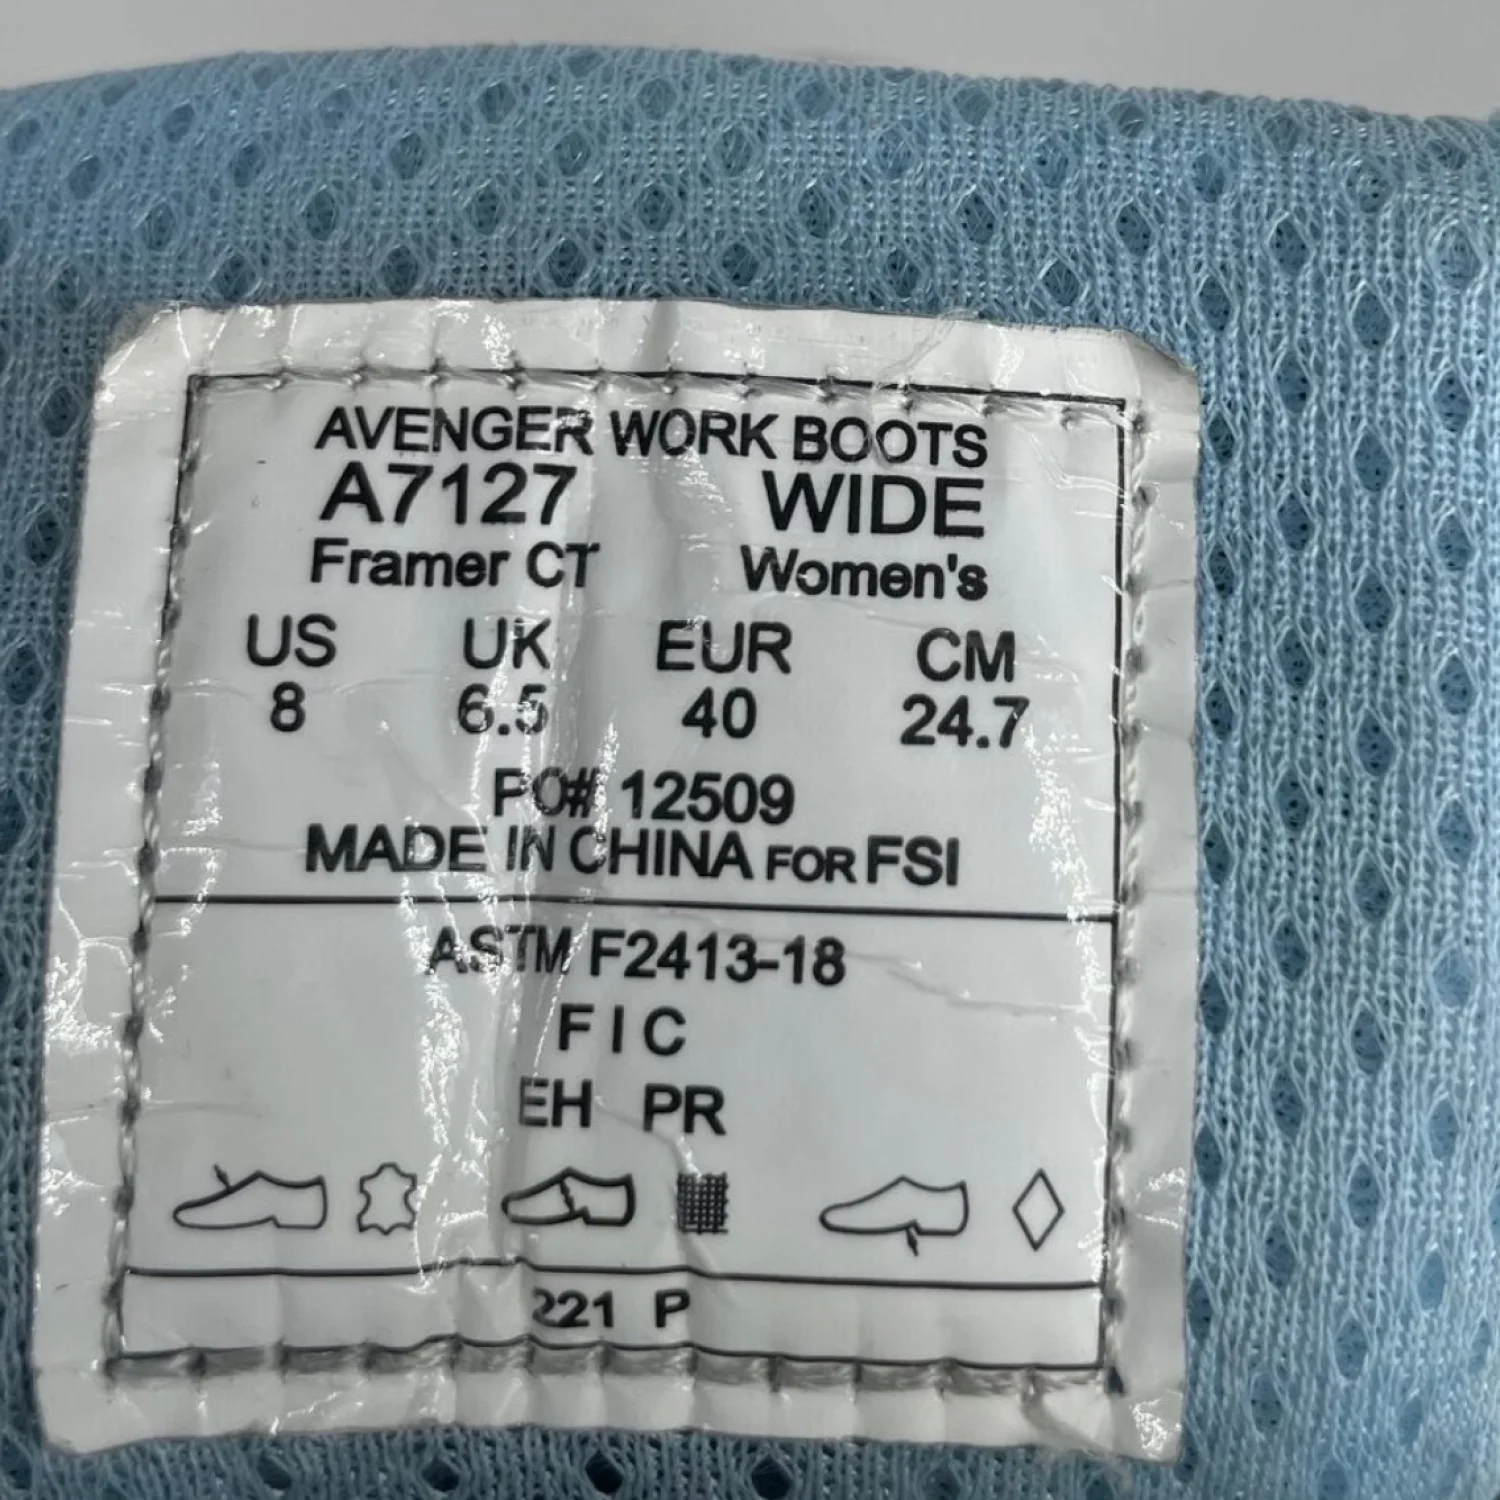 AVENGER WORK BOOTS
A7127 WIDE
Framer CT Women's
US UK EUR CM
8 6.5 40 24.7
PO# 12509
MADE IN CHINA FOR FSI
ASTM F2413-18
F I C
EH PR
221 P